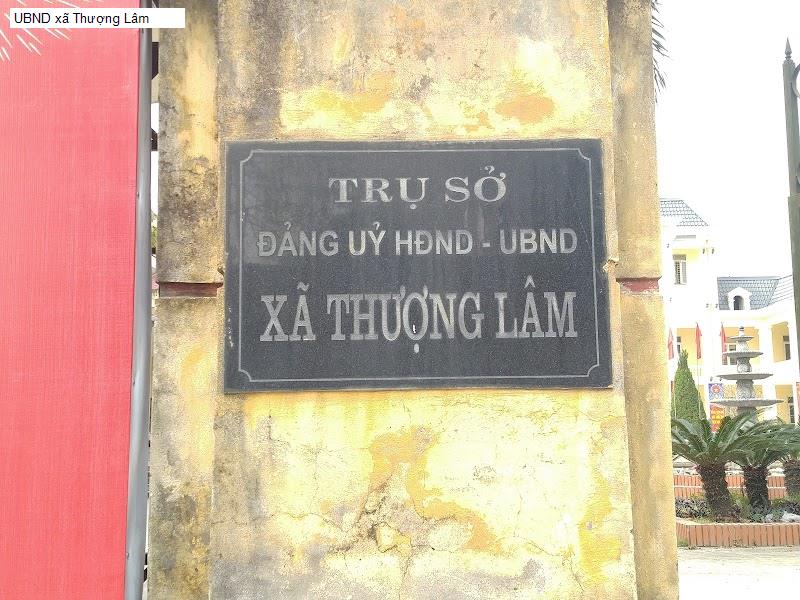 UBND xã Thượng Lâm
TRỤ SỞ
ĐẢNG UỶ HĐND - UBND
XÃ THƯỢNG LÂM